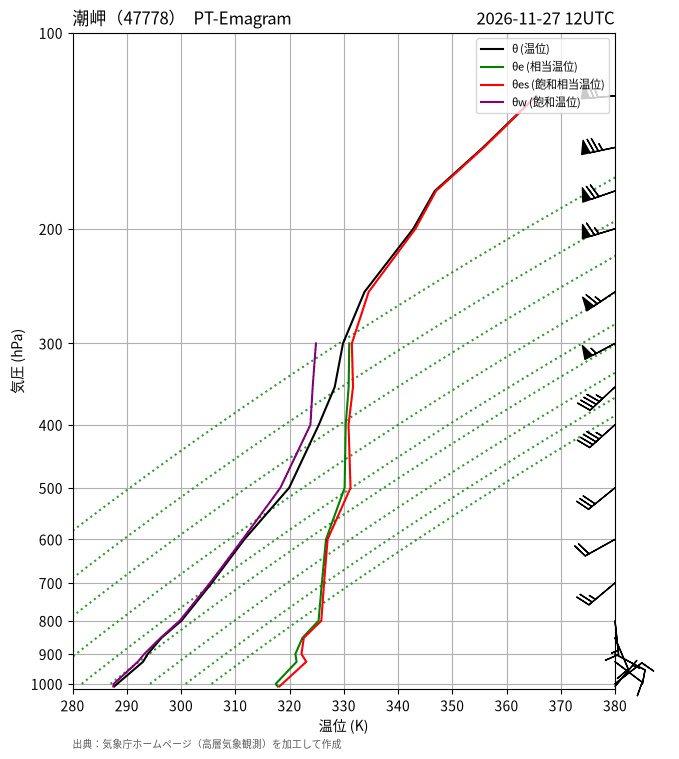 潮岬（47778） PT-Emagram
2026-11-27 12UTC
θ (温位)
θe (相当温位)
θes (飽和相当温位)
θw (飽和温位)
100
200
300
400
500
600
700
800
900
1000
気圧 (hPa)
280 290 300 310 320 330 340 350 360 370 380
温位 (K)
出典：気象庁ホームページ（高層気象観測）を加工して作成